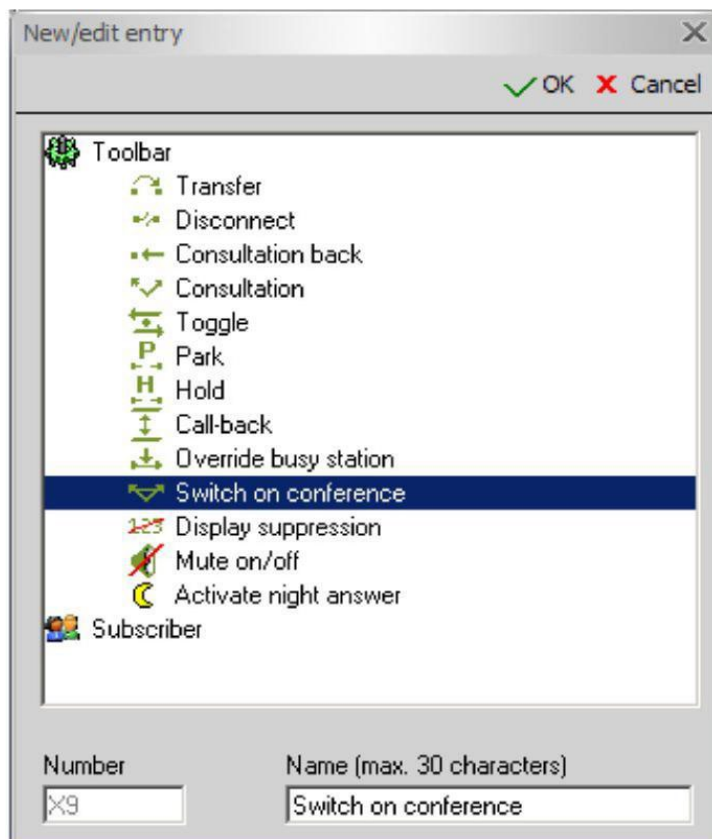 New/edit entry
OK Cancel
Toolbar
Transfer
Disconnect
Consultation back
Consultation
Toggle
P Park
H Hold
Call-back
Override busy station
Switch on conference
123 Display suppression
Mute on/off
Activate night answer
Subscriber
Number Name (max. 30 characters)
X9 Switch on conference